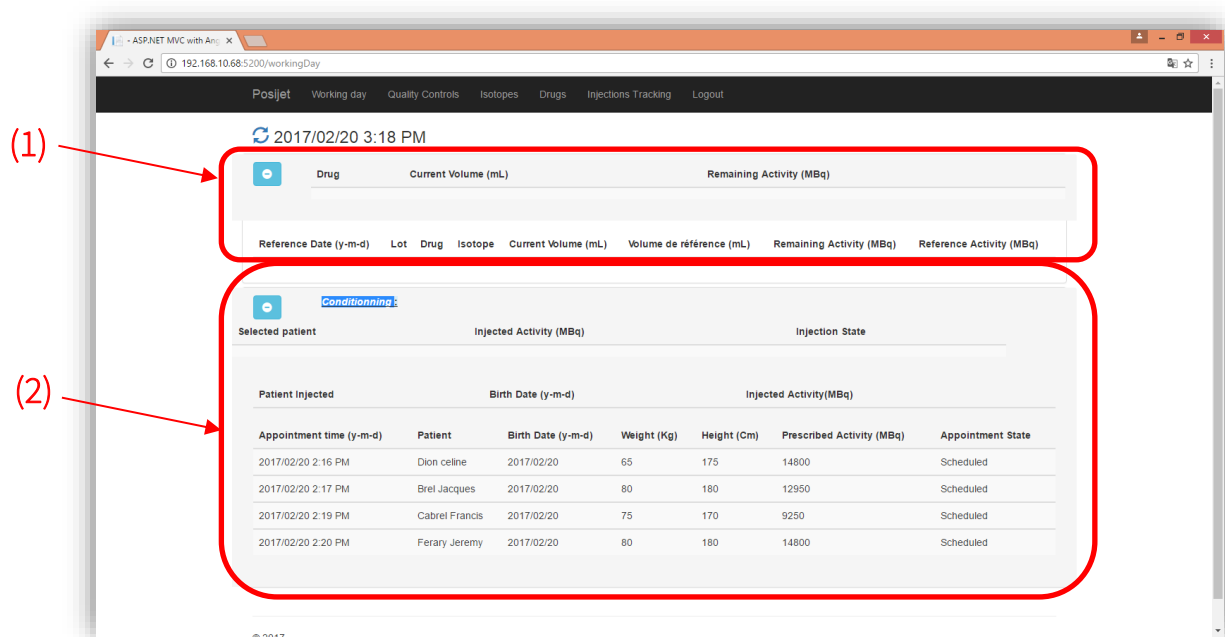 - ASP.NET MVC with Ang
192.168.10.68:5200/workingDay
Posijet Working day Quality Controls Isotopes Drugs Injections Tracking Logout
2017/02/20 3:18 PM
(1)
Drug Current Volume (mL) Remaining Activity (MBq)
Reference Date (y-m-d) Lot Drug Isotope Current Volume (mL) Volume de référence (mL) Remaining Activity (MBq) Reference Activity (MBq)
Conditionning :
Selected patient Injected Activity (MBq) Injection State
(2)
Patient Injected Birth Date (y-m-d) Injected Activity(MBq)
Appointment time (y-m-d) Patient Birth Date (y-m-d) Weight (Kg) Height (Cm) Prescribed Activity (MBq) Appointment State
2017/02/20 2:16 PM Dion celine 2017/02/20 65 175 14800 Scheduled
2017/02/20 2:17 PM Brel Jacques 2017/02/20 80 180 12950 Scheduled
2017/02/20 2:19 PM Cabrel Francis 2017/02/20 75 170 9250 Scheduled
2017/02/20 2:20 PM Ferary Jeremy 2017/02/20 80 180 14800 Scheduled
© 2017